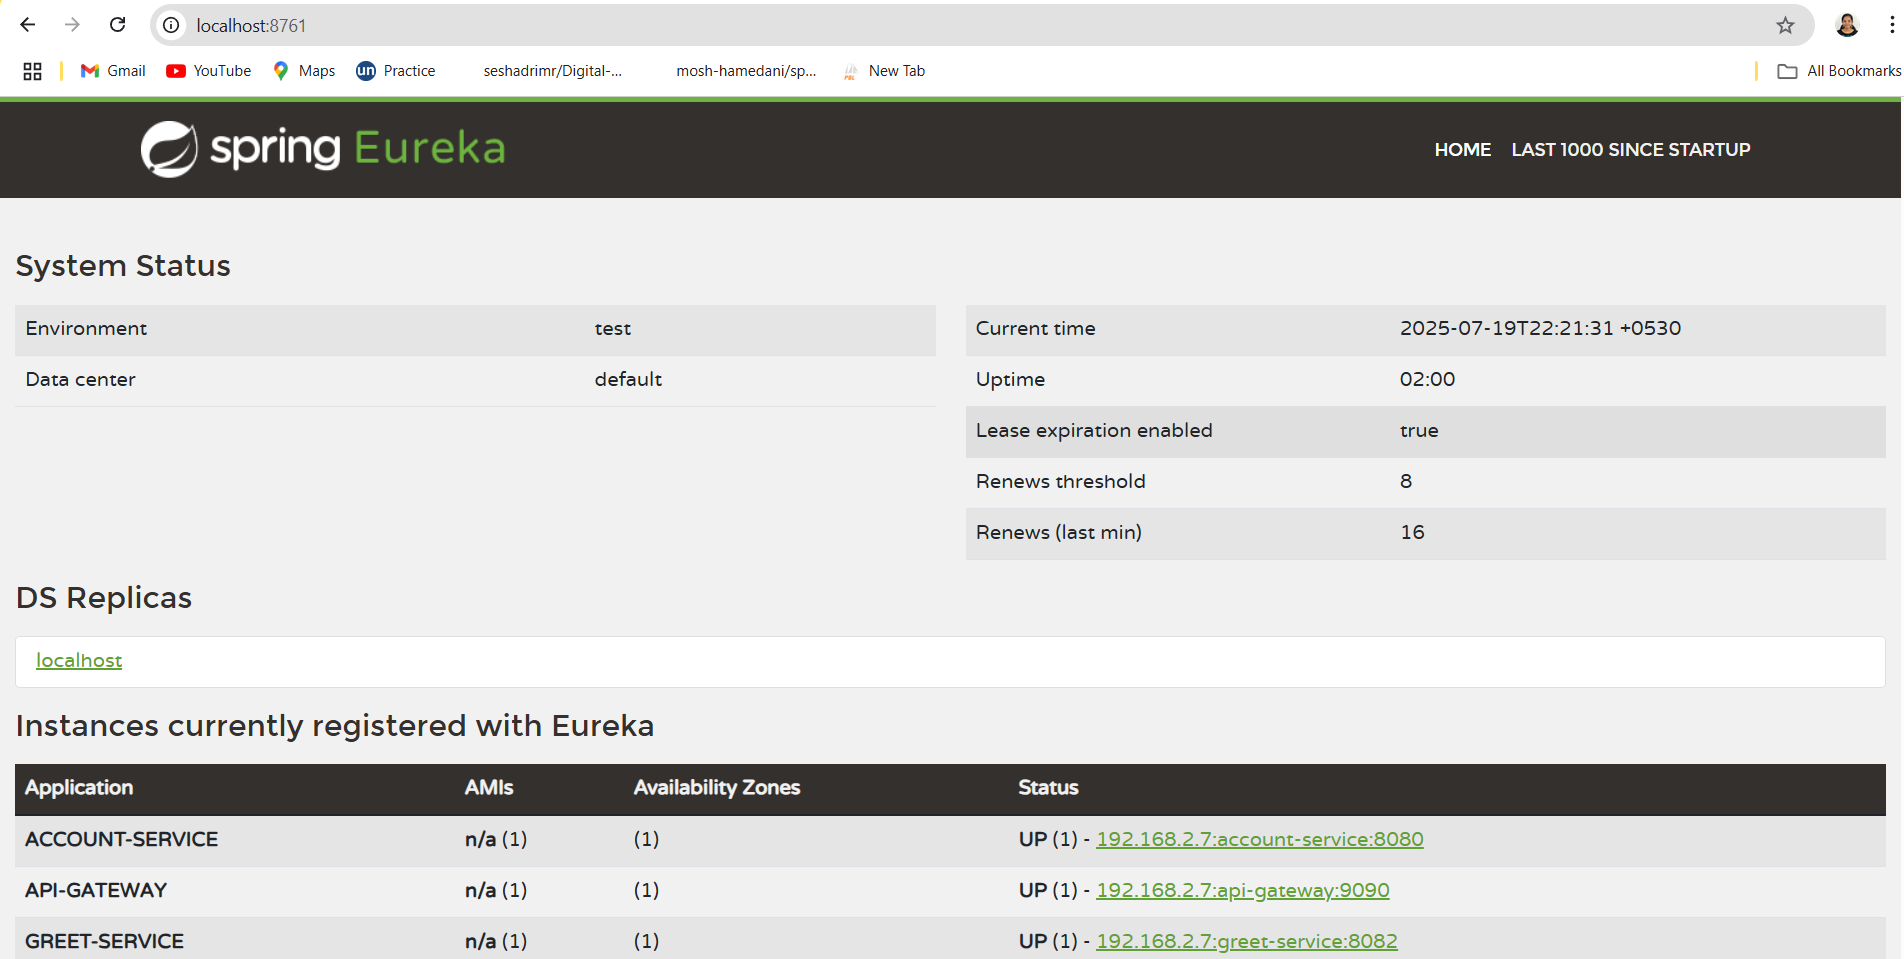 localhost:8761
Gmail YouTube Maps un Practice seshadrimr/Digital-... mosh-hamedani/sp... New Tab All Bookmarks
spring Eureka HOME LAST 1000 SINCE STARTUP
System Status
Environment test
Data center default
Current time 2025-07-19T22:21:31 +0530
Uptime 02:00
Lease expiration enabled true
Renews threshold 8
Renews (last min) 16
DS Replicas
localhost
Instances currently registered with Eureka
Application AMIs Availability Zones Status
ACCOUNT-SERVICE n/a (1) (1) UP (1) - 192.168.2.7:account-service:8080
API-GATEWAY n/a (1) (1) UP (1) - 192.168.2.7:api-gateway:9090
GREET-SERVICE n/a (1) (1) UP (1) - 192.168.2.7:greet-service:8082